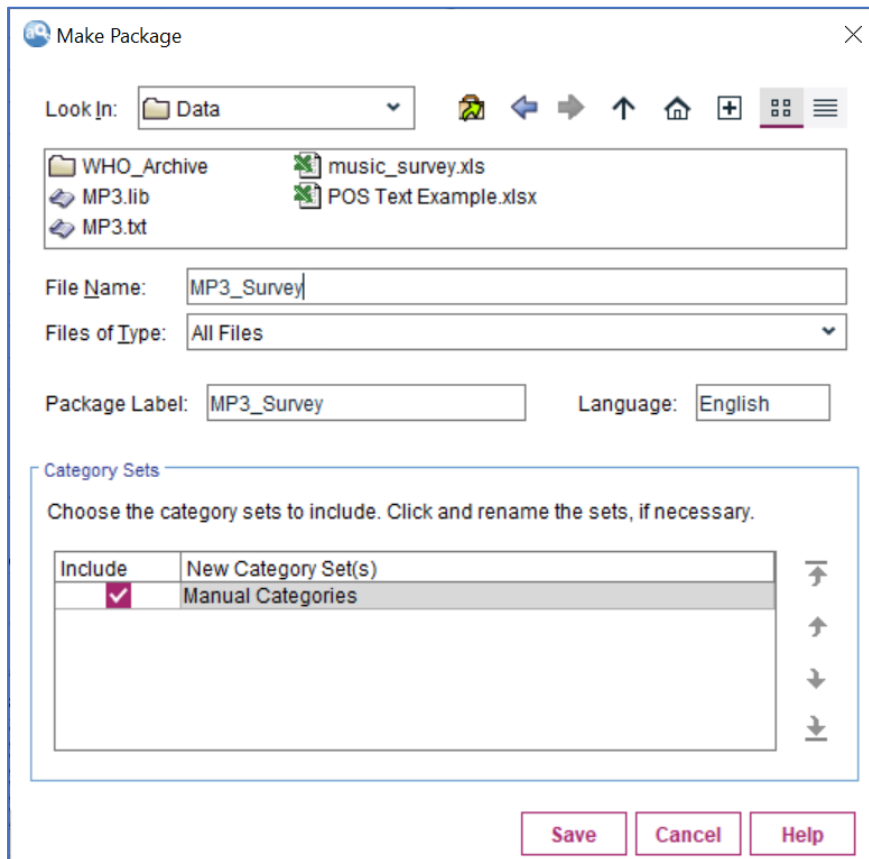 Make Package
Look In: Data
WHO_Archive music_survey.xls
MP3.lib POS Text Example.xlsx
MP3.txt
File Name: MP3_Survey
Files of Type: All Files
Package Label: MP3_Survey Language: English
Category Sets
Choose the category sets to include. Click and rename the sets, if necessary.
Include New Category Set(s)
Manual Categories
Save Cancel Help